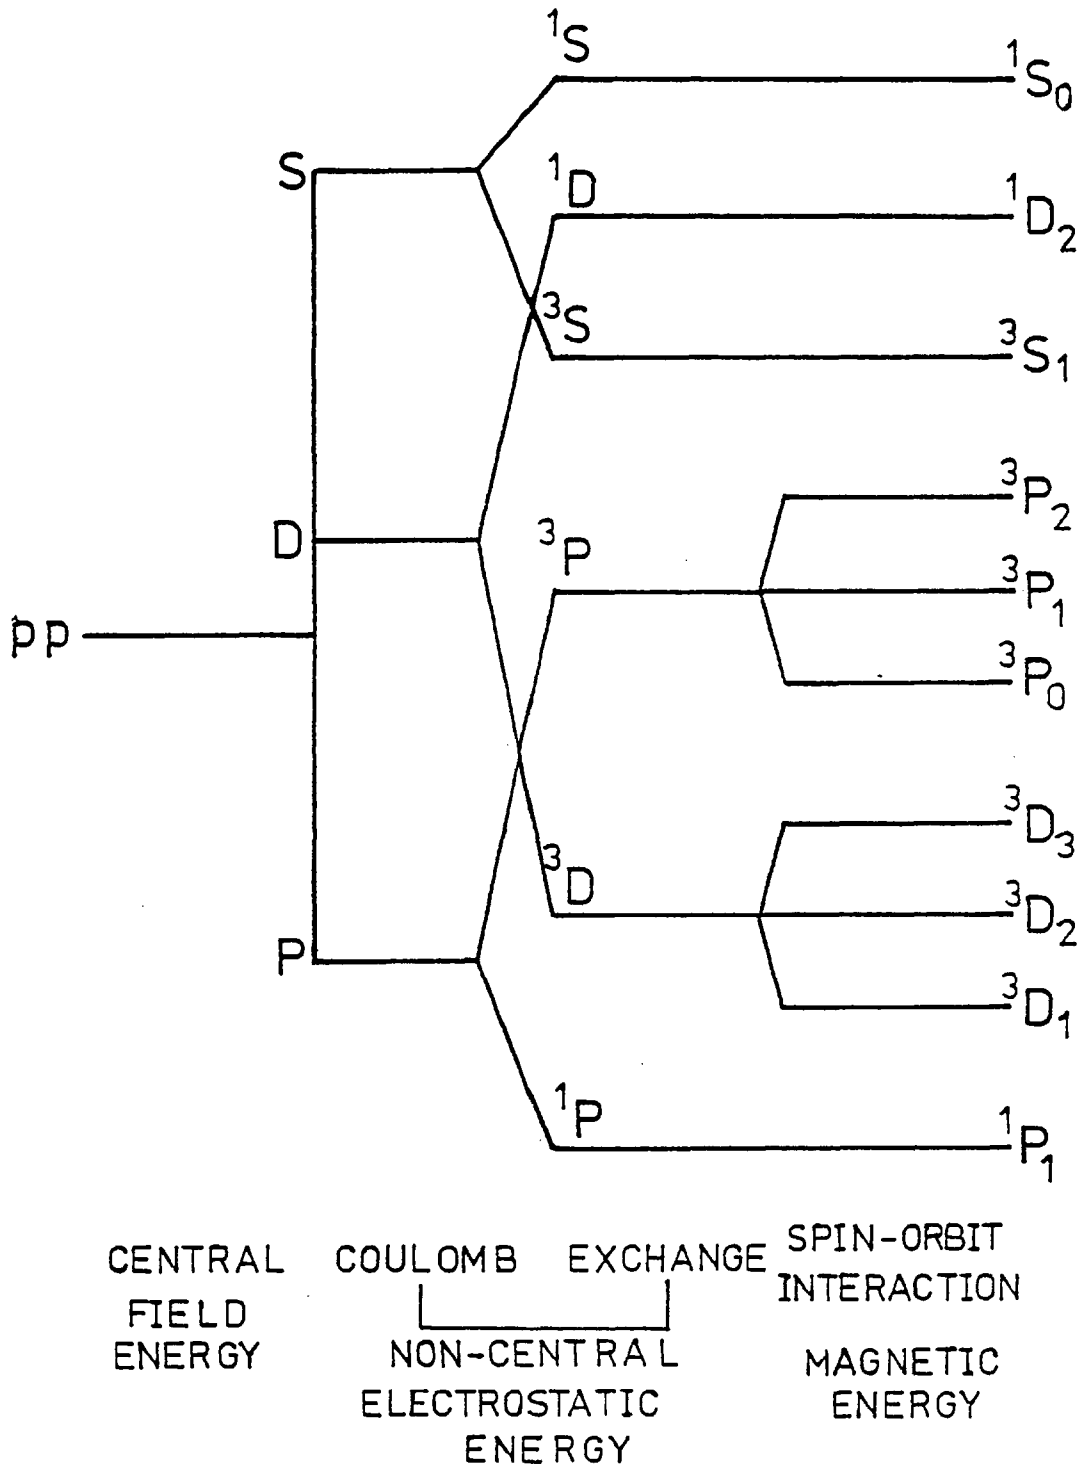 ¹S
¹S₀
S
¹D
¹D₂
³S
³S₁
³P₂
D
³P
³P₁
pp
³P₀
³D₃
³D
³D₂
P
³D₁
¹P
¹P₁
CENTRAL
FIELD
ENERGY
COULOMB
EXCHANGE
NON-CENTRAL
ELECTROSTATIC
ENERGY
SPIN-ORBIT
INTERACTION
MAGNETIC
ENERGY